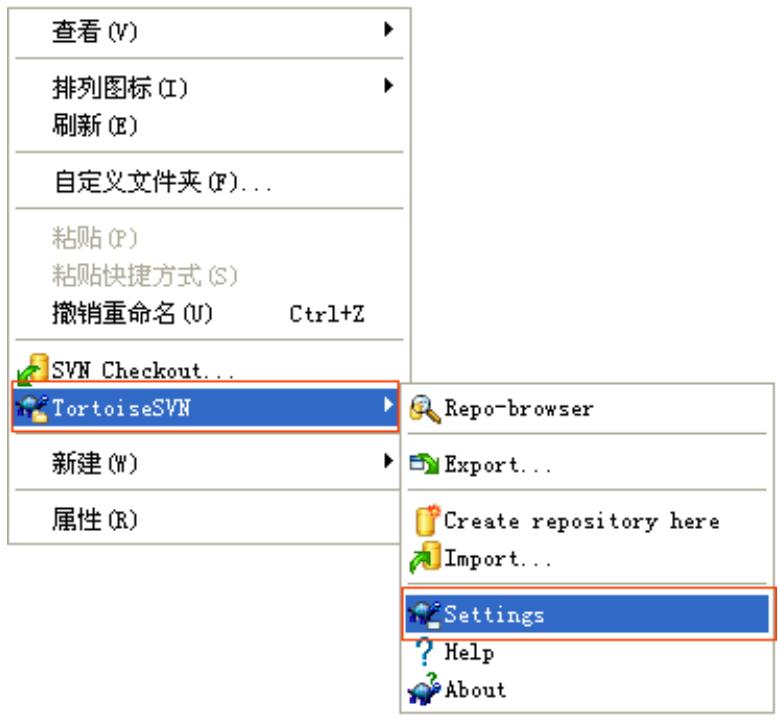 查看(V)
排列图标(I)
刷新(E)
自定义文件夹(F)...
粘贴(P)
粘贴快捷方式(S)
撤销重命名(U) Ctrl+Z
SVN Checkout...
TortoiseSVN
新建(W)
属性(R)
Repo-browser
Export...
Create repository here
Import...
Settings
Help
About